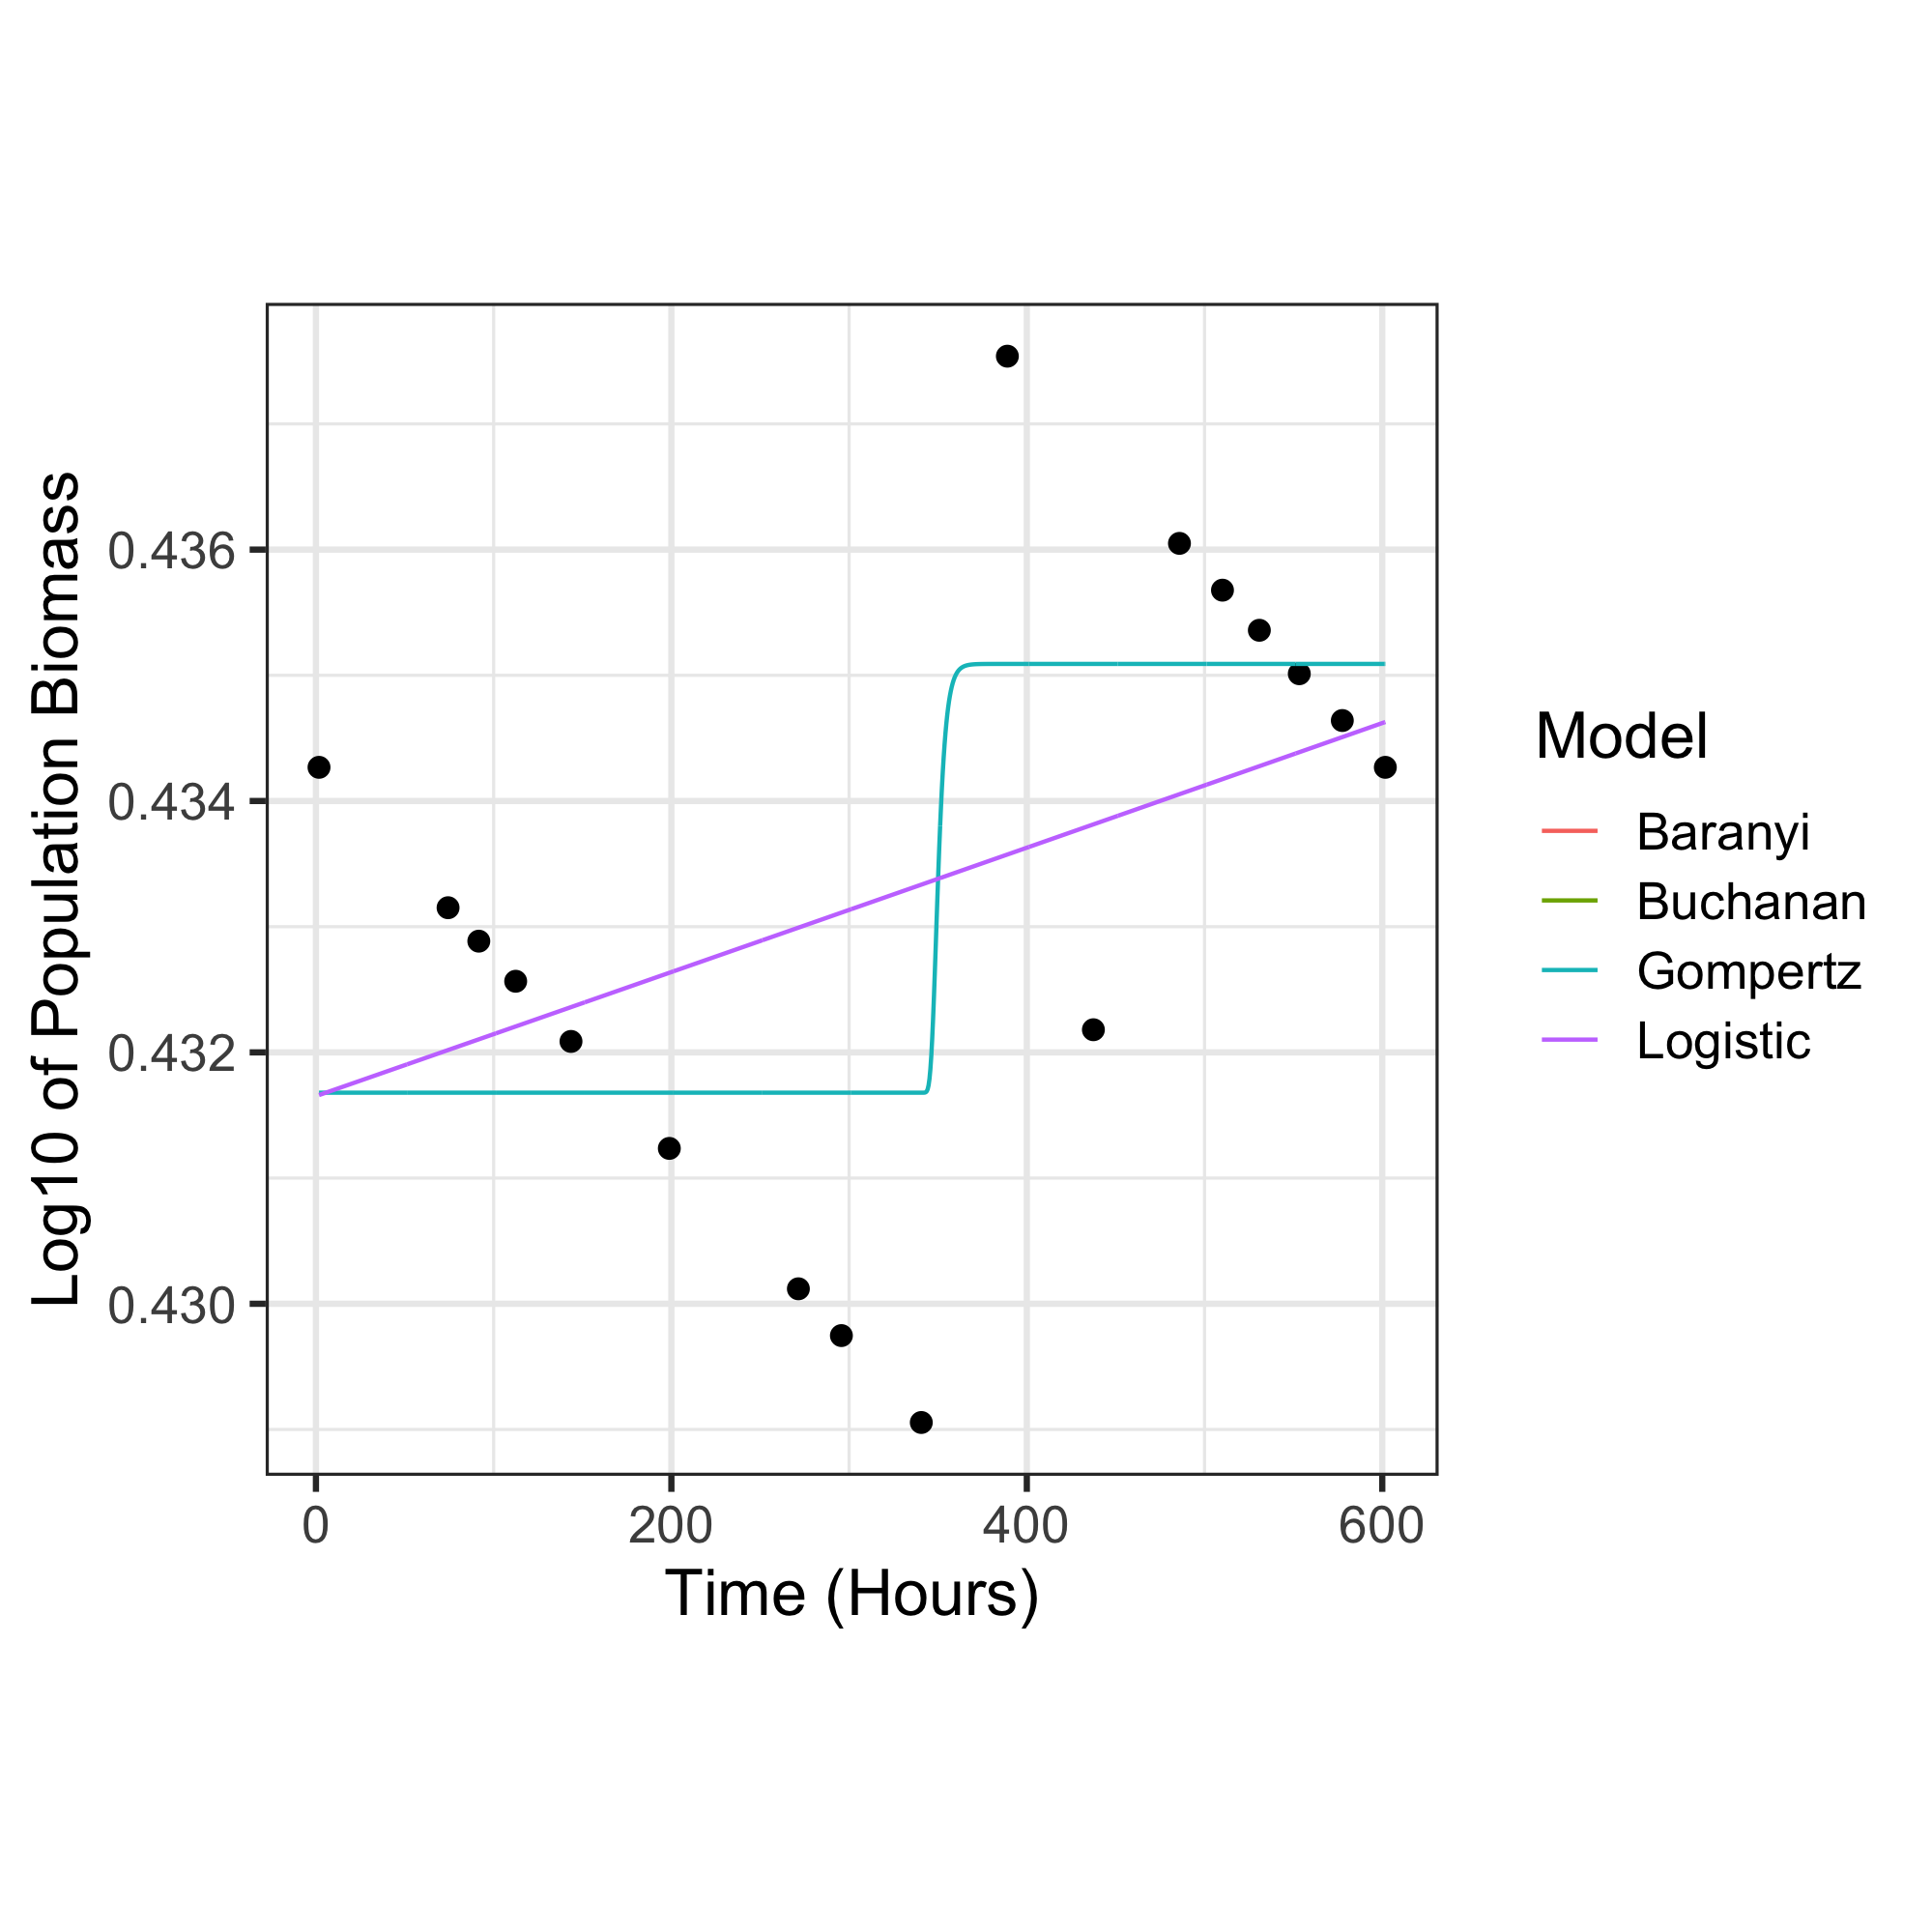 Log10 of Population Biomass
0.436
0.434
0.432
0.430
0
200
400
600
Time (Hours)
Model
Baranyi
Buchanan
Gompertz
Logistic